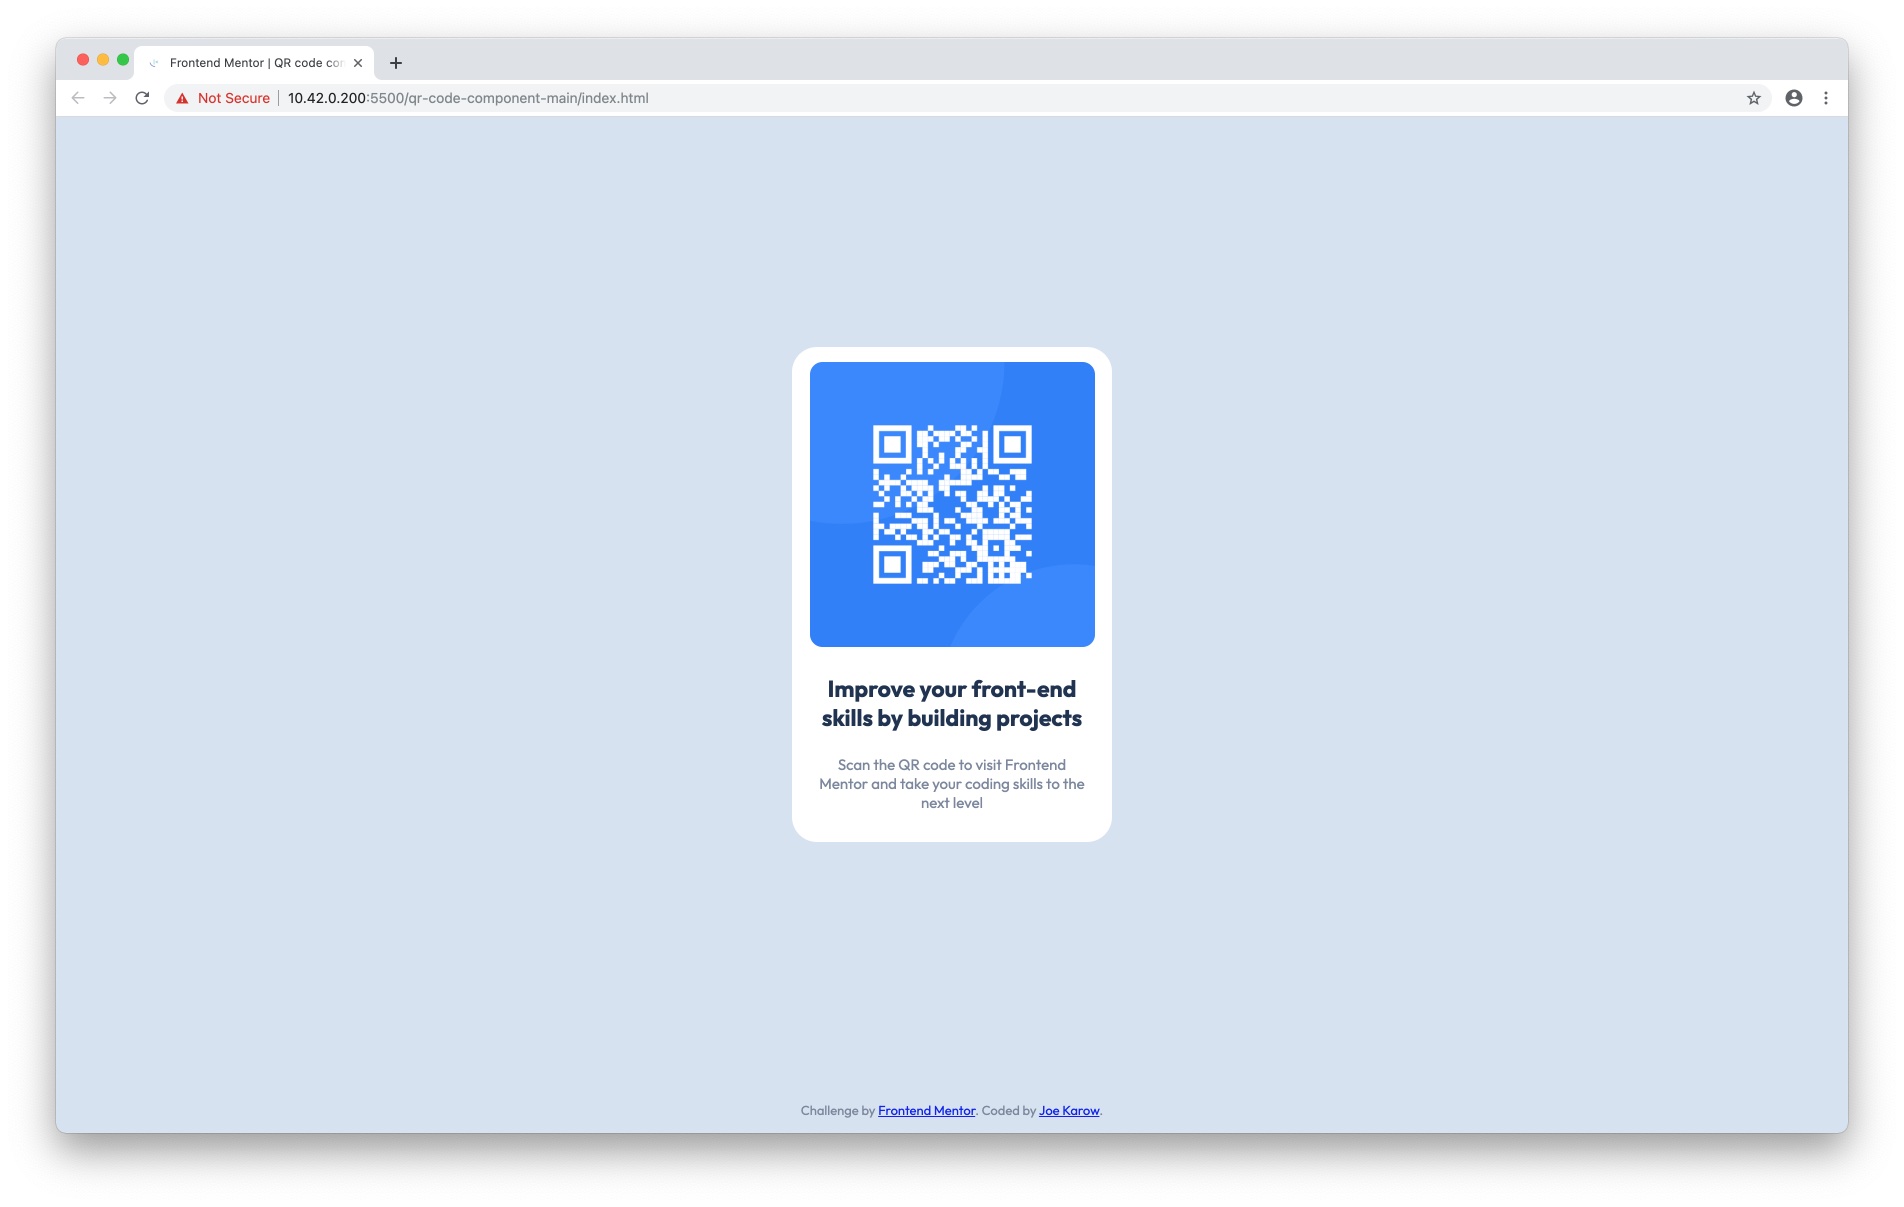 Frontend Mentor | QR code co
Not Secure 10.42.0.200:5500/qr-code-component-main/index.html
Improve your front-end
skills by building projects
Scan the QR code to visit Frontend
Mentor and take your coding skills to the
next level
Challenge by Frontend Mentor. Coded by Joe Karow.